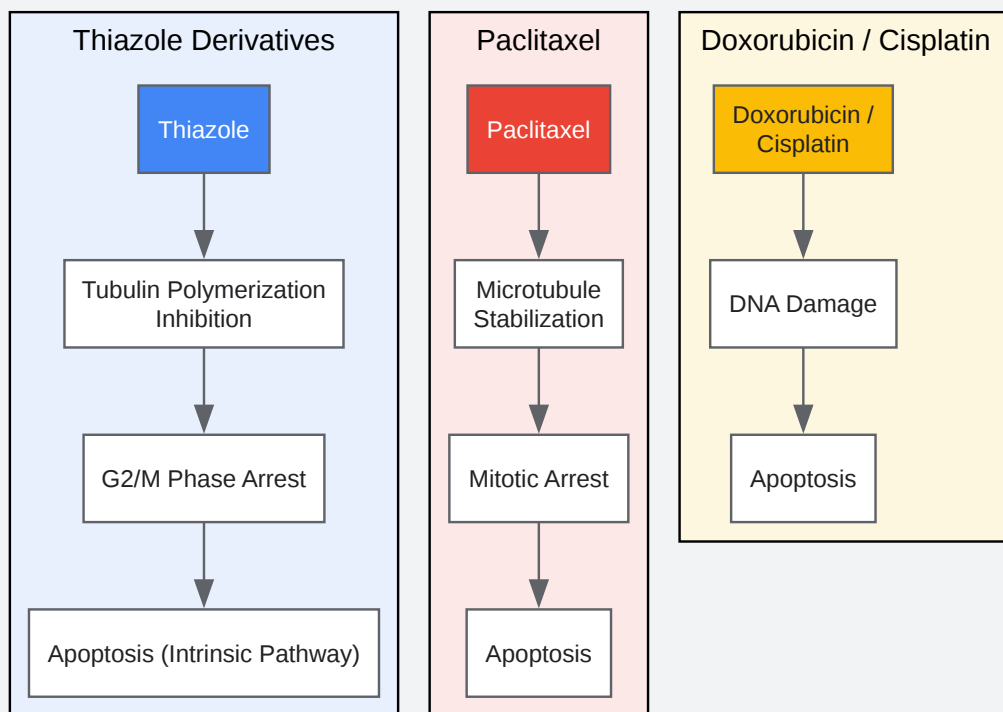 Thiazole Derivatives
Thiazole
Tubulin Polymerization
Inhibition
G2/M Phase Arrest
Apoptosis (Intrinsic Pathway)
Paclitaxel
Paclitaxel
Microtubule
Stabilization
Mitotic Arrest
Apoptosis
Doxorubicin / Cisplatin
Doxorubicin /
Cisplatin
DNA Damage
Apoptosis